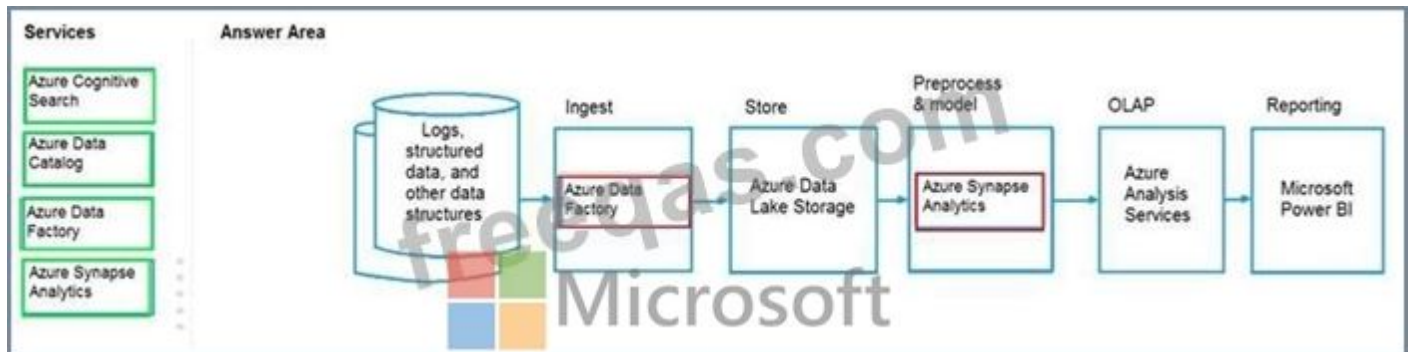 Services
Answer Area
Azure Cognitive
Search
Azure Data
Catalog
Azure Data
Factory
Azure Synapse
Analytics
Logs,
structured
data, and
other data
structures
Ingest
Azure Data
Factory
Store
Azure Data
Lake Storage
Preprocess
& model
Azure Synapse
Analytics
OLAP
Azure
Analysis
Services
Reporting
Microsoft
Power BI
freeqas.com
Microsoft